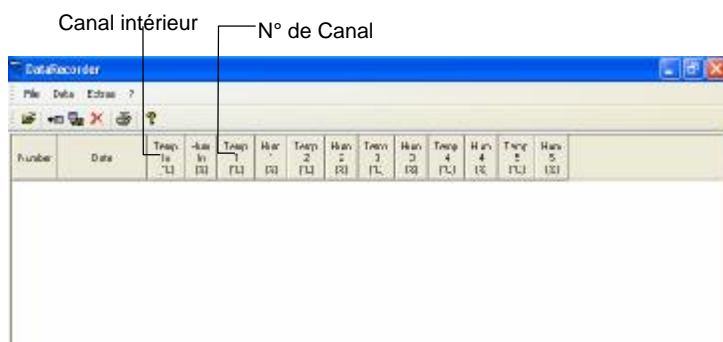 Canal intérieur
N° de Canal
DataRecorder
File Data Extras ?
Number Date Temp In [°C] Hum In [%] Temp 1 [°C] Hum 1 [%] Temp 2 [°C] Hum 2 [%] Temp 3 [°C] Hum 3 [%] Temp 4 [°C] Hum 4 [%] Temp 5 [°C] Hum 5 [%]